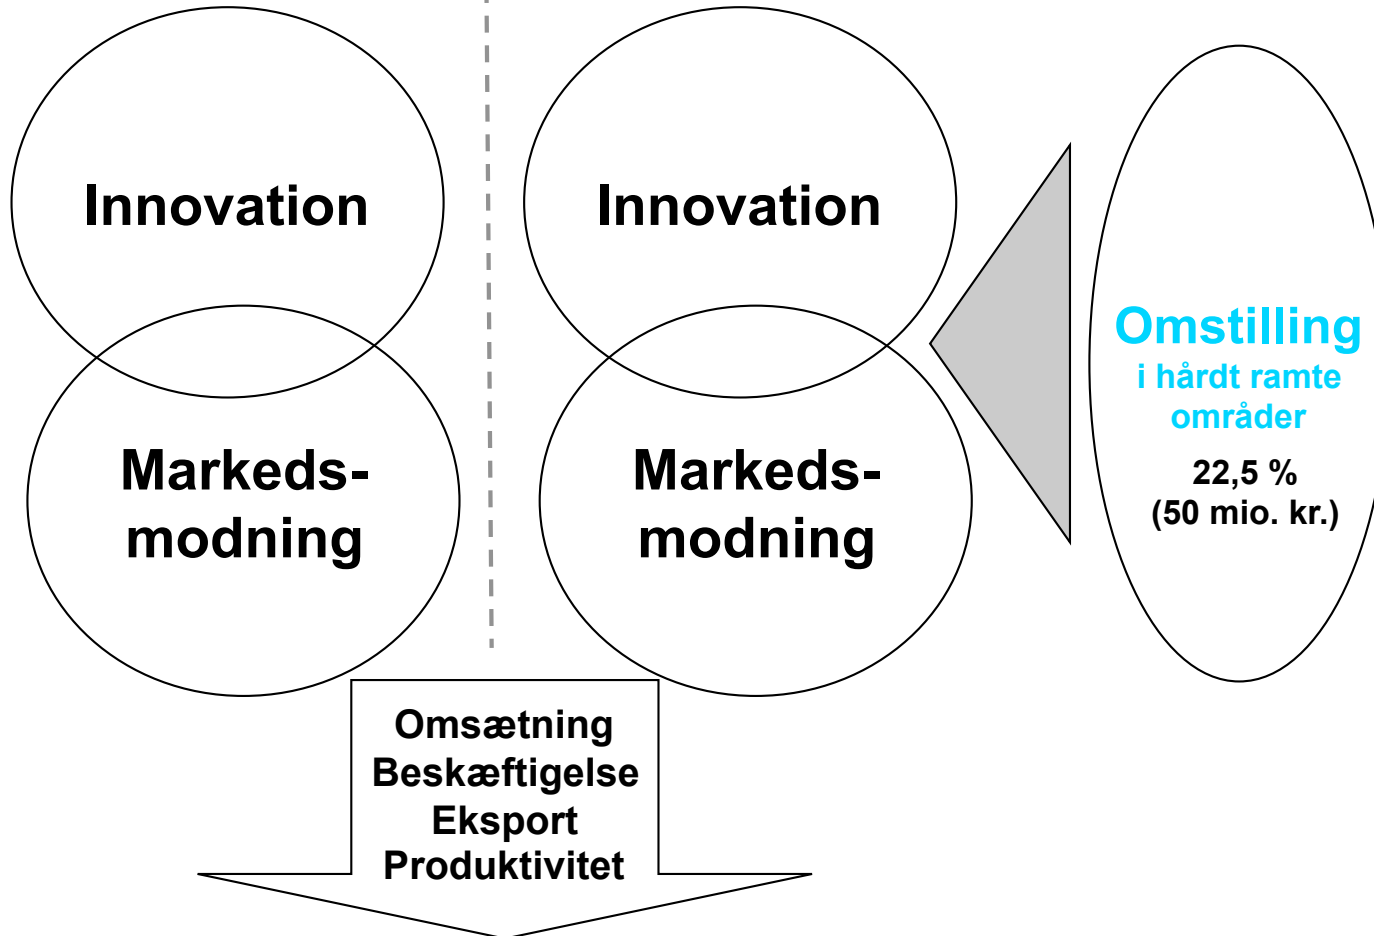 Innovation
Markeds-
modning
Innovation
Markeds-
modning
Omstilling
i hårdt ramte
områder
22,5 %
(50 mio. kr.)
Omsætning
Beskæftigelse
Eksport
Produktivitet